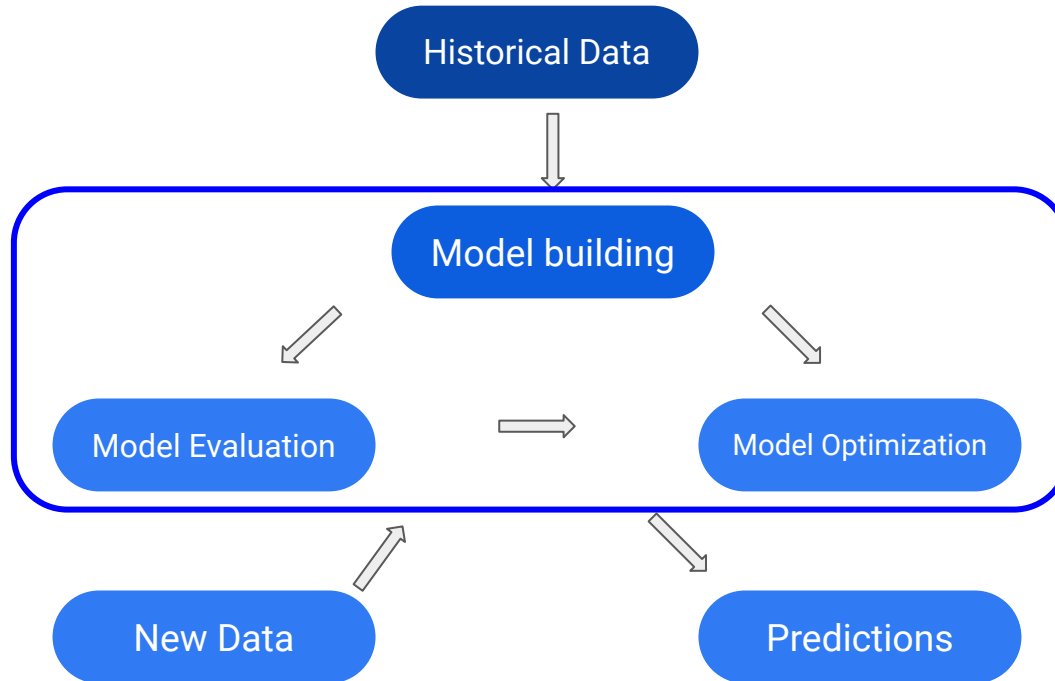 Historical Data
Model building
Model Evaluation
Model Optimization
New Data
Predictions